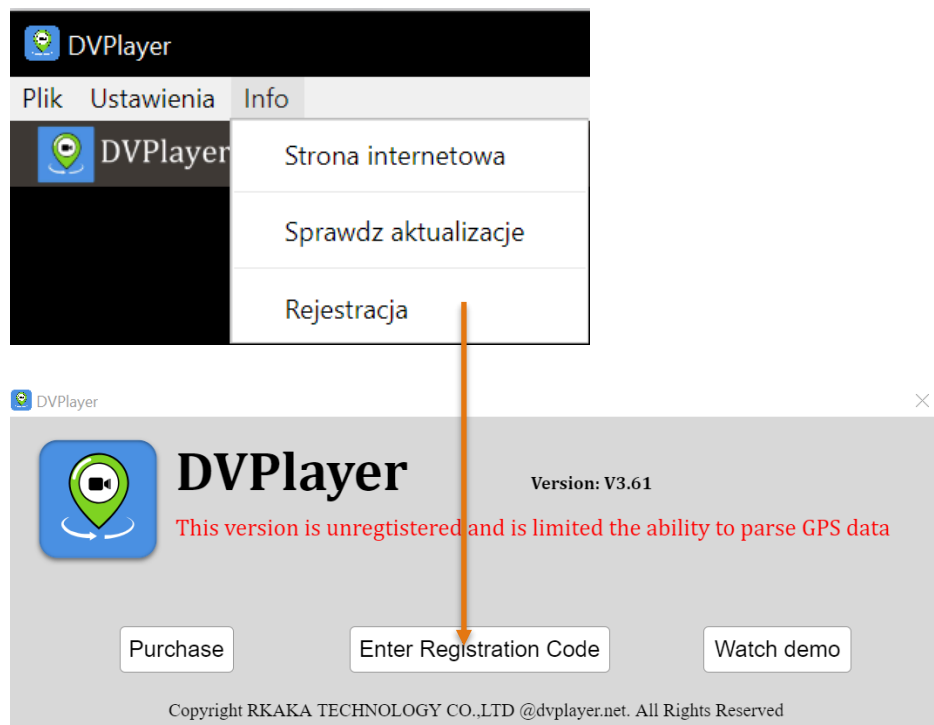 DVPlayer
Plik Ustawienia Info
DVPlayer
Strona internetowa
Sprawdz aktualizacje
Rejestracja
DVPlayer
DVPlayer
Version: V3.61
This version is unregtistered and is limited the ability to parse GPS data
Purchase Enter Registration Code Watch demo
Copyright RKAKA TECHNOLOGY CO.,LTD @dvplayer.net. All Rights Reserved